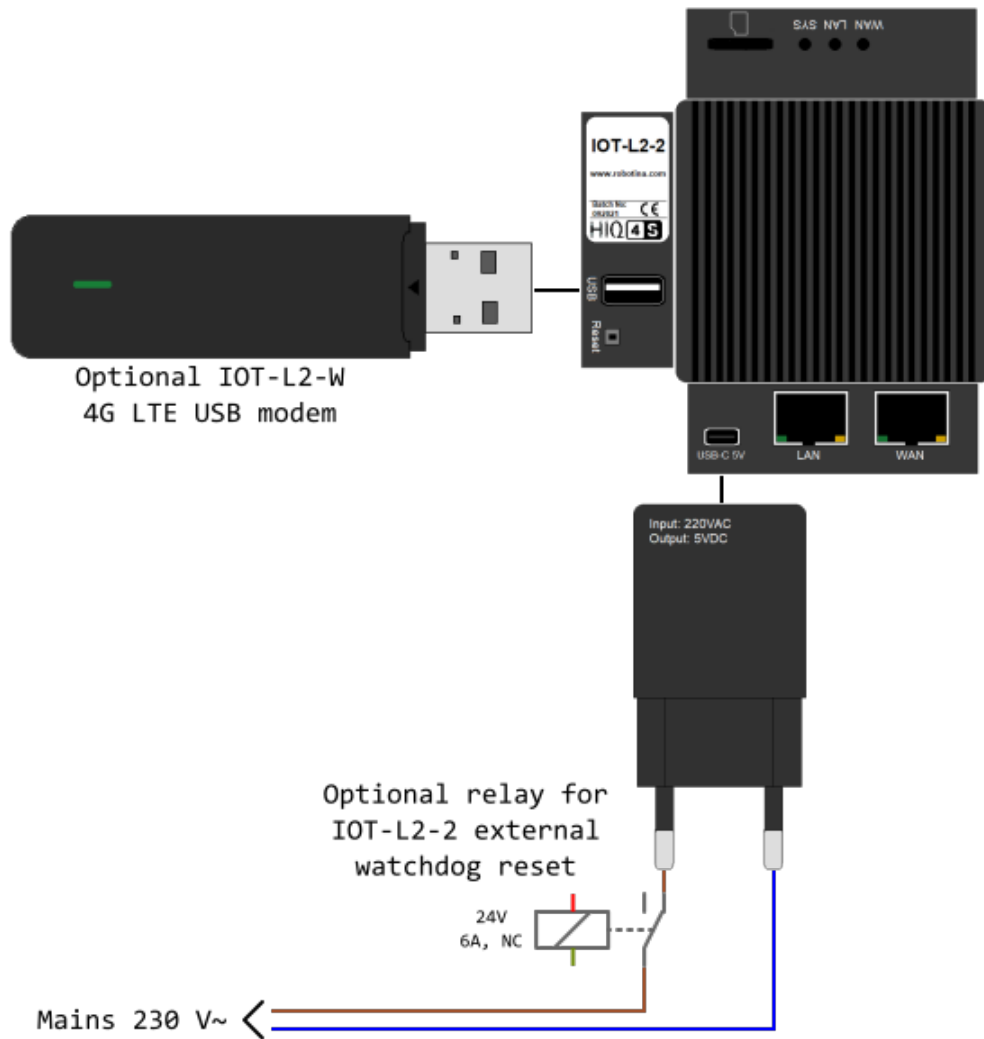 WAN LAN SYS
IOT-L2-2
www.robotina.com
Batch No:
092021
CE
HIQ 4S
USB
Reset
Optional IOT-L2-W
4G LTE USB modem
USB-C 5V
LAN
WAN
Input: 220VAC
Output: 5VDC
Optional relay for
IOT-L2-2 external
watchdog reset
24V
6A, NC
Mains 230 V~